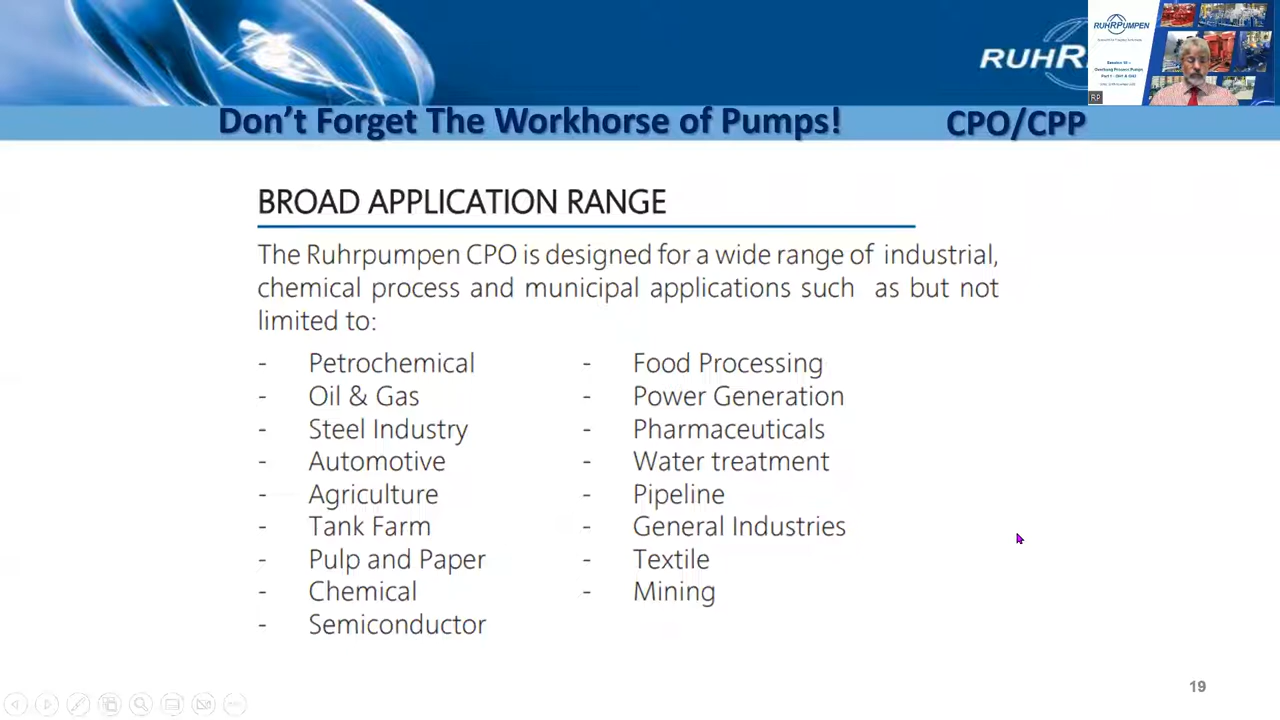 RUHR
RUHRPUMPEN
RP
Don't Forget The Workhorse of Pumps!
CPO/CPP
BROAD APPLICATION RANGE
The Ruhrpumpen CPO is designed for a wide range of industrial,
chemical process and municipal applications such as but not
limited to:
- Petrochemical
- Oil & Gas
- Steel Industry
- Automotive
- Agriculture
- Tank Farm
- Pulp and Paper
- Chemical
- Semiconductor
- Food Processing
- Power Generation
- Pharmaceuticals
- Water treatment
- Pipeline
- General Industries
- Textile
- Mining
19